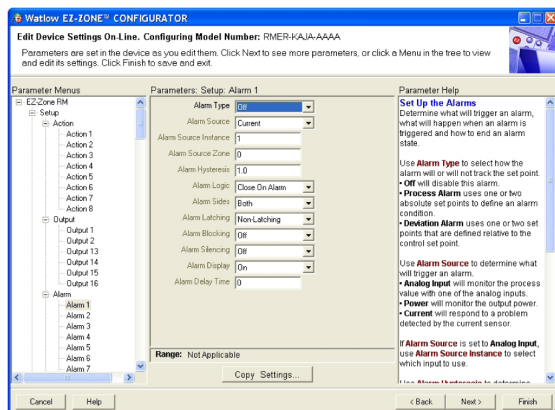 Watlow EZ-ZONE™ CONFIGURATOR
Edit Device Settings On-Line. Configuring Model Number: RMER-KAJA-AAAA
Parameters are set in the device as you edit them. Click Next to see more parameters, or click a Menu in the tree to view
and edit its settings. Click Finish to save and exit.
Parameter Menus
EZ-Zone RM
Setup
Action
Action 1
Action 2
Action 3
Action 4
Action 5
Action 6
Action 7
Action 8
Output
Output 1
Output 2
Output 13
Output 14
Output 15
Output 16
Alarm
Alarm 1
Alarm 2
Alarm 3
Alarm 4
Alarm 5
Alarm 6
Alarm 7
Parameters: Setup: Alarm 1
Alarm Type Off
Alarm Source Current
Alarm Source Instance 1
Alarm Source Zone 0
Alarm Hysteresis 1.0
Alarm Logic Close On Alarm
Alarm Sides Both
Alarm Latching Non-Latching
Alarm Blocking Off
Alarm Silencing Off
Alarm Display On
Alarm Delay Time 0
Range: Not Applicable
Copy Settings...
Parameter Help
Set Up the Alarms
Determine what will trigger an alarm,
what will happen when an alarm is
triggered and how to end an alarm
state.
Use Alarm Type to select how the
alarm will or will not track the set point.
• Off will disable this alarm.
• Process Alarm uses one or two
absolute set points to define an alarm
condition.
• Deviation Alarm uses one or two set
points that are defined relative to the
control set point.
Use Alarm Source to determine what
will trigger an alarm.
• Analog Input will monitor the process
value with one of the analog inputs.
• Power will monitor the output power.
• Current will respond to a problem
detected by the current sensor.
If Alarm Source is set to Analog Input,
use Alarm Source Instance to select
which input to use.
Use Alarm Hysteresis to determine
Cancel
Help
< Back
Next >
Finish